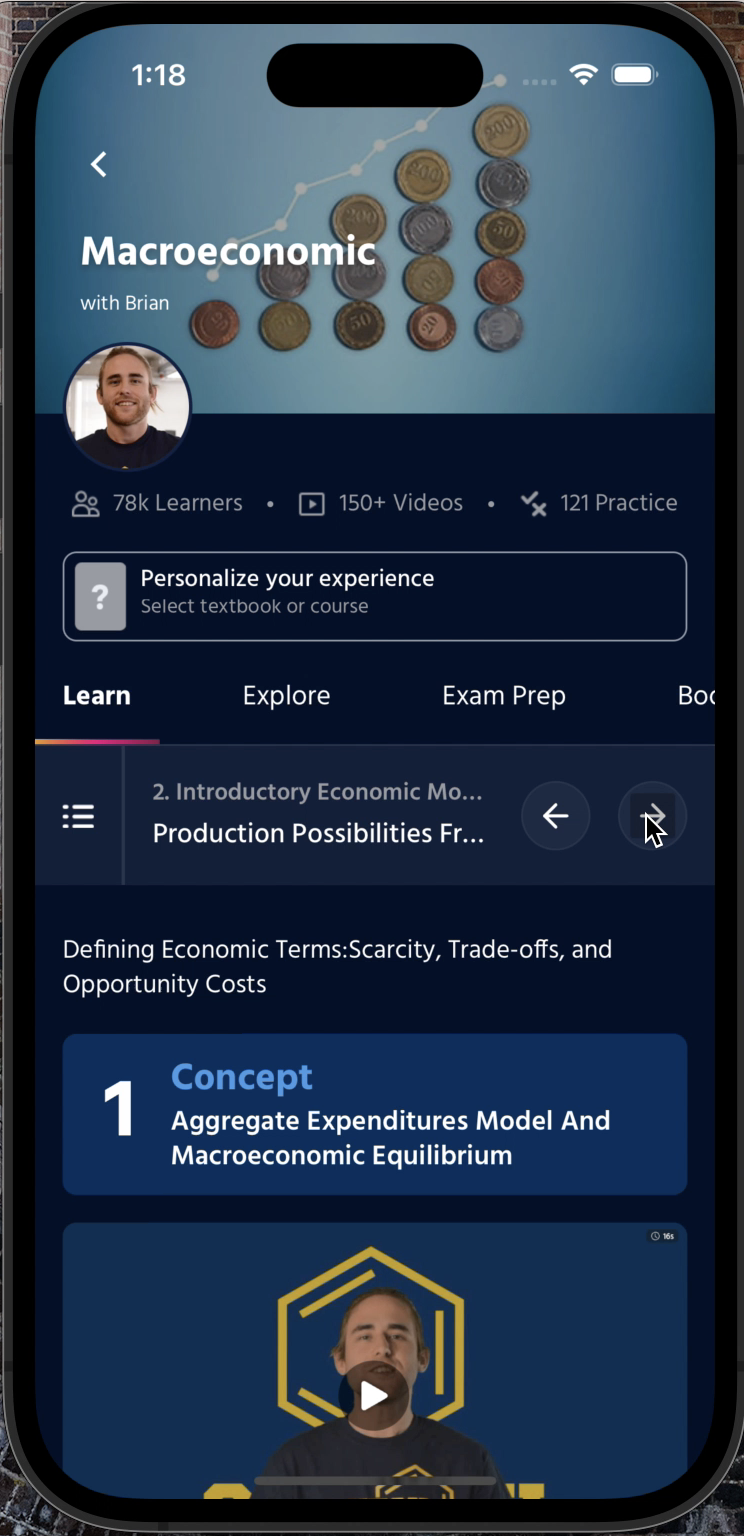 1:18
Macroeconomic
with Brian
78k Learners • 150+ Videos • 121 Practice
?
Personalize your experience
Select textbook or course
Learn Explore Exam Prep Boo
2. Introductory Economic Mo...
Production Possibilities Fr...
Defining Economic Terms:Scarcity, Trade-offs, and
Opportunity Costs
1
Concept
Aggregate Expenditures Model And
Macroeconomic Equilibrium
16s